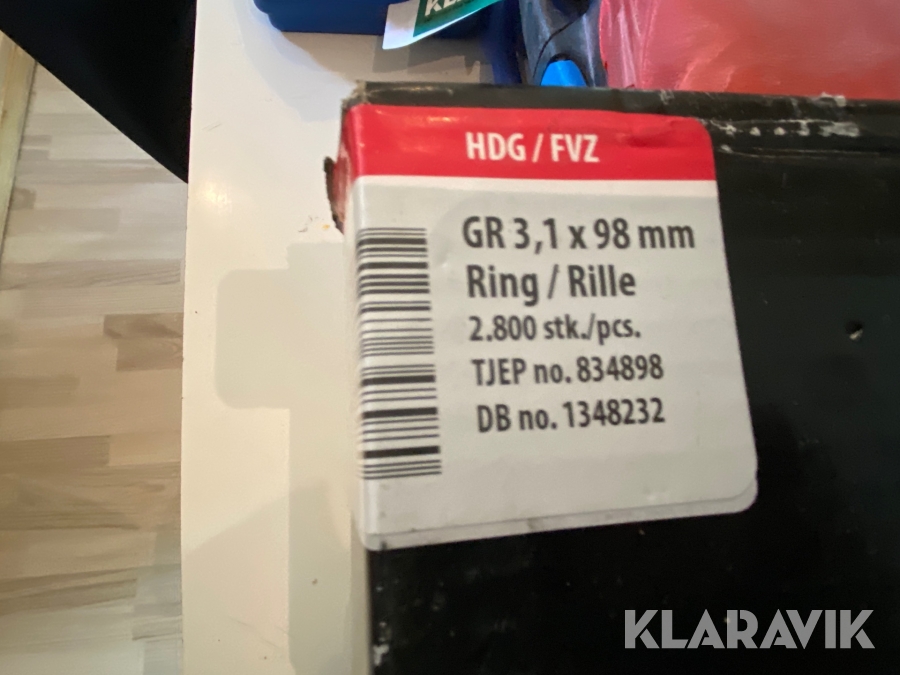 HDG / FVZ
GR 3,1 x 98 mm
Ring / Rille
2.800 stk./pcs.
TJEP no. 834898
DB no. 1348232
KLARAVIK